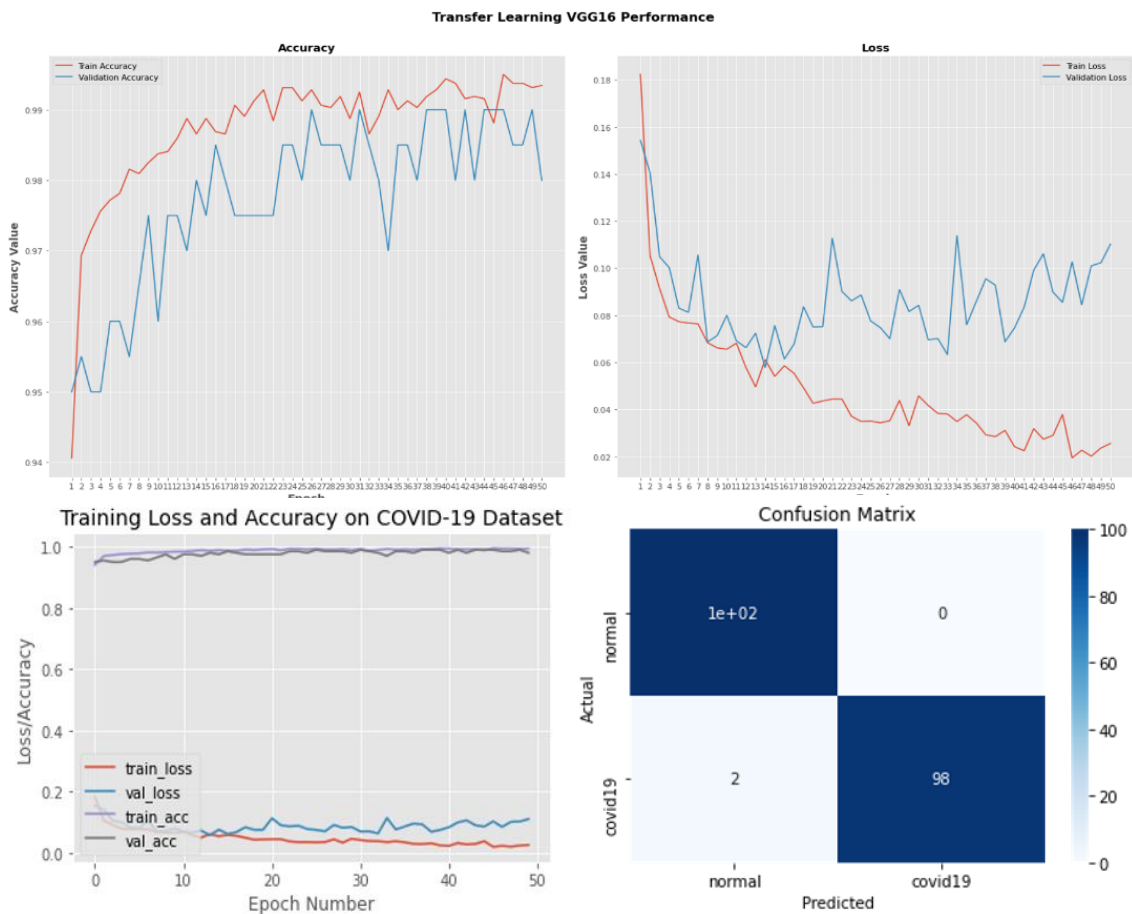 Transfer Learning VGG16 Performance
Accuracy
Train Accuracy
Validation Accuracy
Accuracy Value
0.99
0.98
0.97
0.96
0.95
0.94
1 2 3 4 5 6 7 8 9 10 11 12 13 14 15 16 17 18 19 20 21 22 23 24 25 26 27 28 29 30 31 32 33 34 35 36 37 38 39 40 41 42 43 44 45 46 47 48 49 50
Epoch
Loss
Train Loss
Validation Loss
Loss Value
0.18
0.16
0.14
0.12
0.10
0.08
0.06
0.04
0.02
1 2 3 4 5 6 7 8 9 10 11 12 13 14 15 16 17 18 19 20 21 22 23 24 25 26 27 28 29 30 31 32 33 34 35 36 37 38 39 40 41 42 43 44 45 46 47 48 49 50
Training Loss and Accuracy on COVID-19 Dataset
Loss/Accuracy
1.0
0.8
0.6
0.4
0.2
0.0
train_loss
val_loss
train_acc
val_acc
0 10 20 30 40 50
Epoch Number
Confusion Matrix
Actual
normal
covid19
1e+02 0
2 98
normal covid19
Predicted
100
80
60
40
20
0